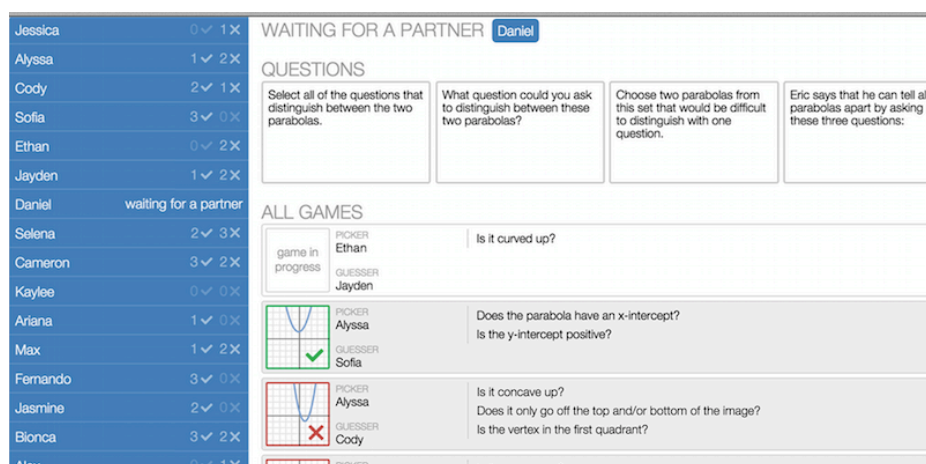 Jessica 0✓ 1✕
Alyssa 1✓ 2✕
Cody 2✓ 1✕
Sofia 3✓ 0✕
Ethan 0✓ 2✕
Jayden 1✓ 2✕
Daniel waiting for a partner
Selena 2✓ 3✕
Cameron 3✓ 2✕
Kaylee 0✓ 0✕
Ariana 1✓ 0✕
Max 1✓ 2✕
Fernando 3✓ 0✕
Jasmine 2✓ 0✕
Bionca 3✓ 2✕
WAITING FOR A PARTNER Daniel
QUESTIONS
Select all of the questions that
distinguish between the two
parabolas.
What question could you ask
to distinguish between these
two parabolas?
Choose two parabolas from
this set that would be difficult
to distinguish with one
question.
Eric says that he can tell
parabolas apart by asking
these three questions:
ALL GAMES
game in
progress
PICKER
Ethan
GUESSER
Jayden
Is it curved up?
PICKER
Alyssa
GUESSER
Sofia
Does the parabola have an x-intercept?
Is the y-intercept positive?
PICKER
Alyssa
GUESSER
Cody
Is it concave up?
Does it only go off the top and/or bottom of the image?
Is the vertex in the first quadrant?